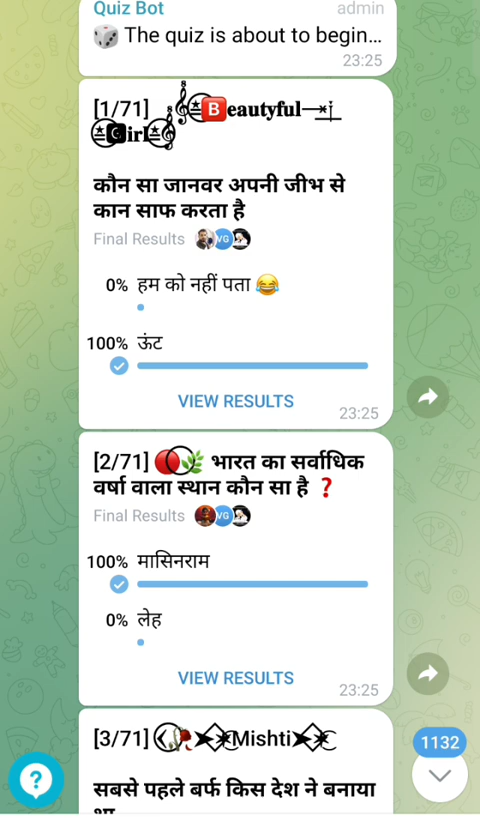 Quiz Bot admin
🎲 The quiz is about to begin...
23:25
[1/71] 🅱eautyful
🅶irl
कौन सा जानवर अपनी जीभ से
कान साफ करता है
Final Results VG
0% हम को नहीं पता 😂
100% ऊंट
VIEW RESULTS
23:25
[2/71] 🔴🌿 भारत का सर्वाधिक
वर्षा वाला स्थान कौन सा है ❓
Final Results VG
100% मासिनराम
0% लेह
VIEW RESULTS
23:25
[3/71] 🥀Mishti
1132
सबसे पहले बर्फ किस देश ने बनाया